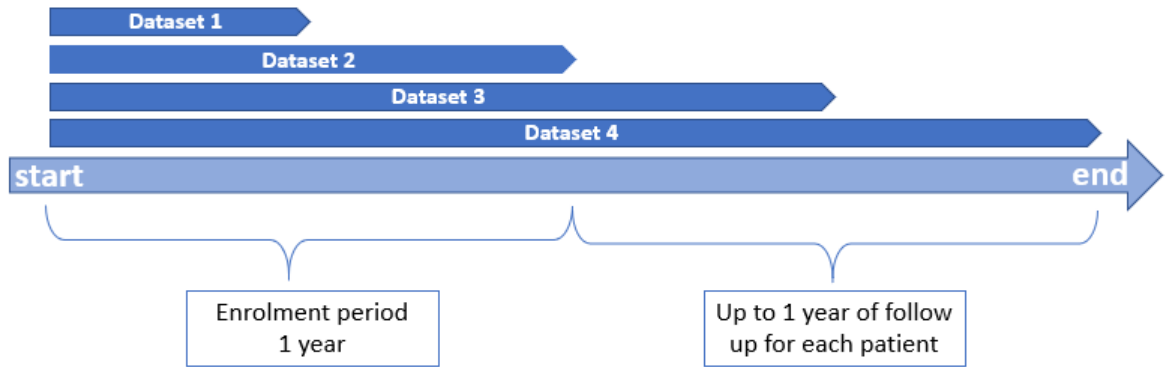 Dataset 1
Dataset 2
Dataset 3
Dataset 4
start
end
Enrolment period
1 year
Up to 1 year of follow
up for each patient